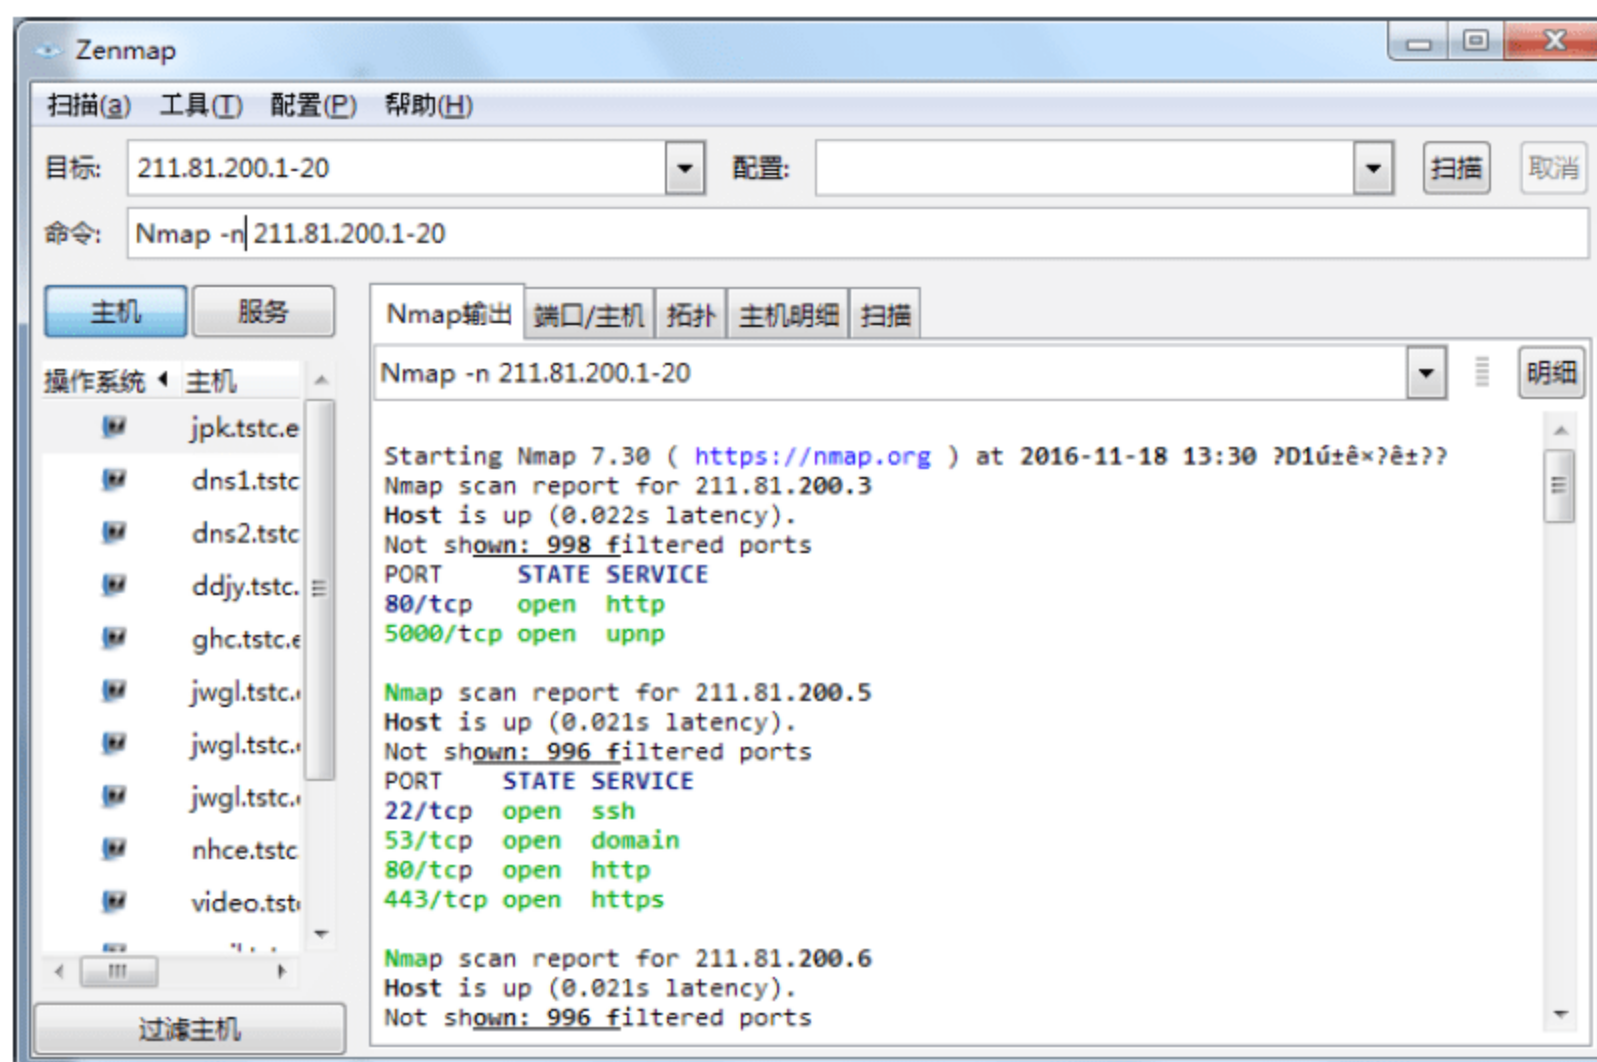 Zenmap
扫描(a) 工具(T) 配置(P) 帮助(H)
目标: 211.81.200.1-20 配置: 扫描 取消
命令: Nmap -n 211.81.200.1-20
主机 服务
操作系统 主机
jpk.tstc.e
dns1.tstc
dns2.tstc
ddjy.tstc.
ghc.tstc.e
jwgl.tstc.
jwgl.tstc.
jwgl.tstc.
nhce.tstc
video.tst
过滤主机
Nmap输出 端口/主机 拓扑 主机明细 扫描
Nmap -n 211.81.200.1-20 明细
Starting Nmap 7.30 ( https://nmap.org ) at 2016-11-18 13:30 ?D1ú±ê×?ê±??
Nmap scan report for 211.81.200.3
Host is up (0.022s latency).
Not shown: 998 filtered ports
PORT STATE SERVICE
80/tcp open http
5000/tcp open upnp
Nmap scan report for 211.81.200.5
Host is up (0.021s latency).
Not shown: 996 filtered ports
PORT STATE SERVICE
22/tcp open ssh
53/tcp open domain
80/tcp open http
443/tcp open https
Nmap scan report for 211.81.200.6
Host is up (0.021s latency).
Not shown: 996 filtered ports